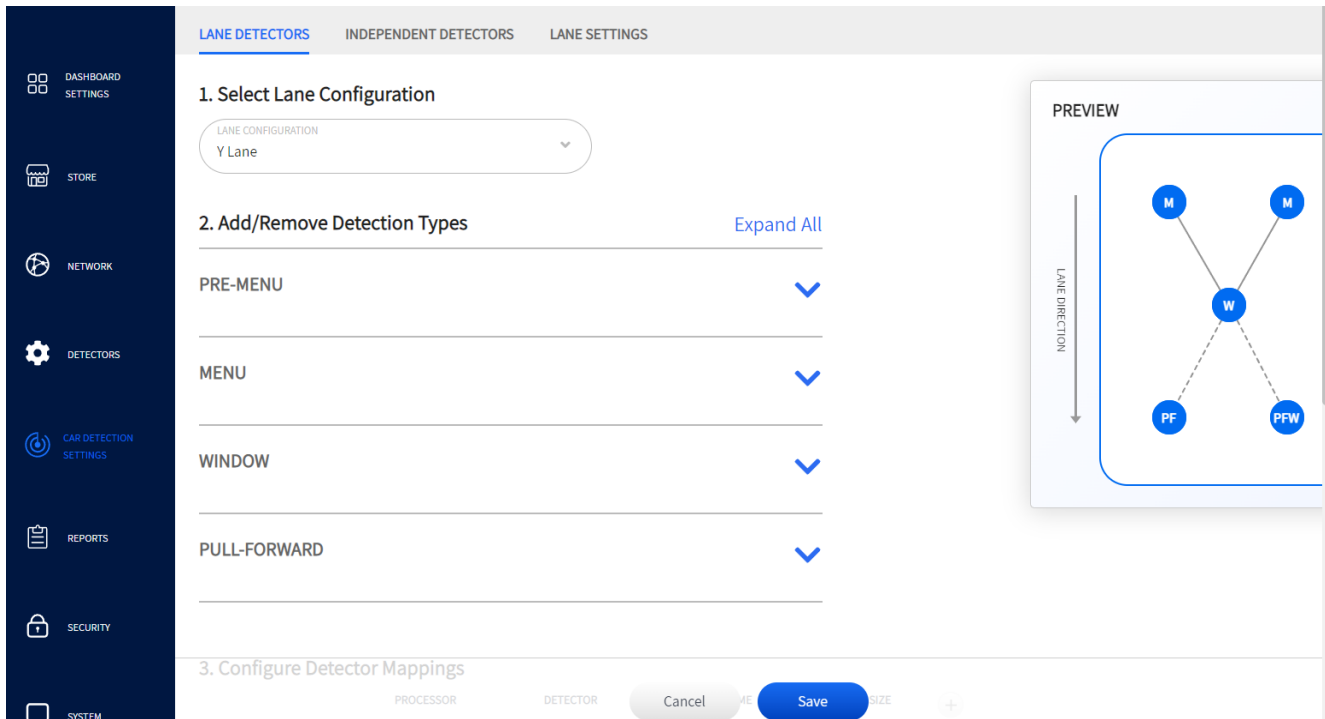 LANE DETECTORS INDEPENDENT DETECTORS LANE SETTINGS
DASHBOARD
SETTINGS
STORE
NETWORK
DETECTORS
CAR DETECTION
SETTINGS
REPORTS
SECURITY
SYSTEM
1. Select Lane Configuration
LANE CONFIGURATION
Y Lane
2. Add/Remove Detection Types Expand All
PRE-MENU
MENU
WINDOW
PULL-FORWARD
3. Configure Detector Mappings
PROCESSOR DETECTOR SIZE
Cancel Save
PREVIEW
LANE DIRECTION
M M
W
PF PFW